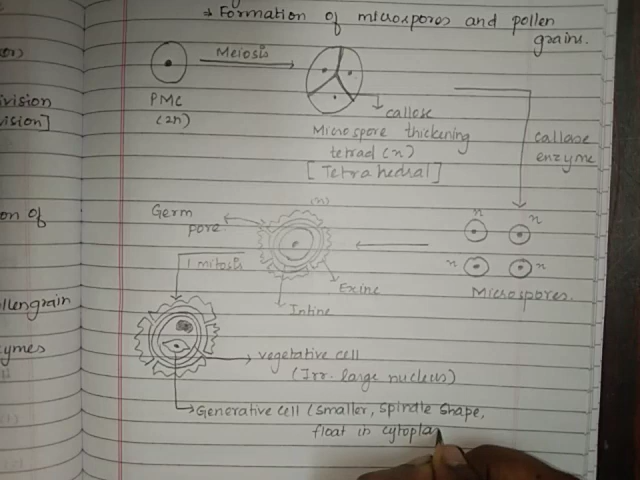 → Formation of microspores and pollen
grains.
Meiosis
PMC
(2n)
callose
Microspore thickening
tetrad (n)
[Tetrahedral]
callase
enzyme
ivision
vision]
on of
(n)
Germ
pore
n n
n n
Microspores.
1 mitosis
Exine
Intine
llengrain
zymes
vegetative cell
(Irr. large nucleus)
Generative cell (smaller, spindle shape,
float in cytopla